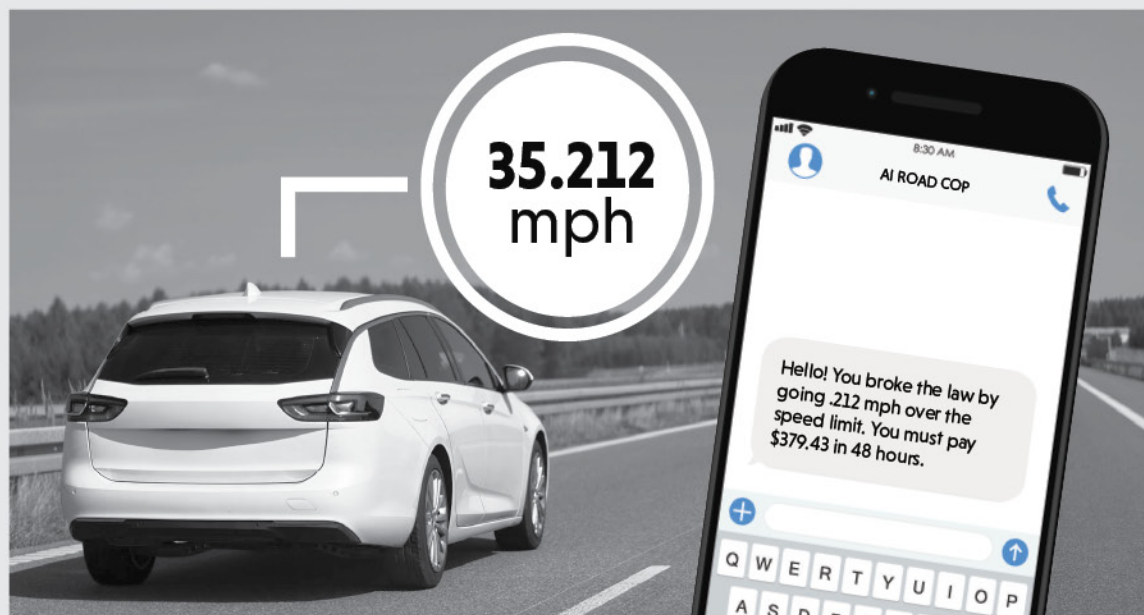 35.212
mph
8:30 AM
AI ROAD COP
Hello! You broke the law by
going .212 mph over the
speed limit. You must pay
$379.43 in 48 hours.
Q W E R T Y U I O P
A S D